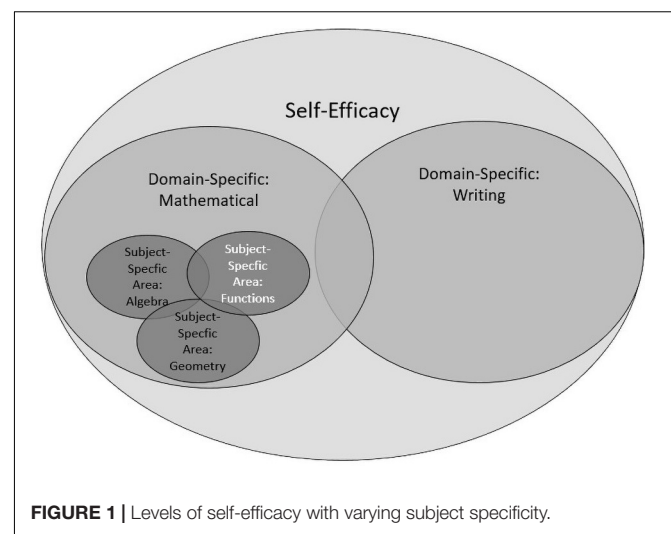 Self-Efficacy
Domain-Specific:
Mathematical
Domain-Specific:
Writing
Subject-
Specfic
Area:
Algebra
Subject-
Specfic
Area:
Functions
Subject-
Specfic
Area:
Geometry
FIGURE 1 | Levels of self-efficacy with varying subject specificity.